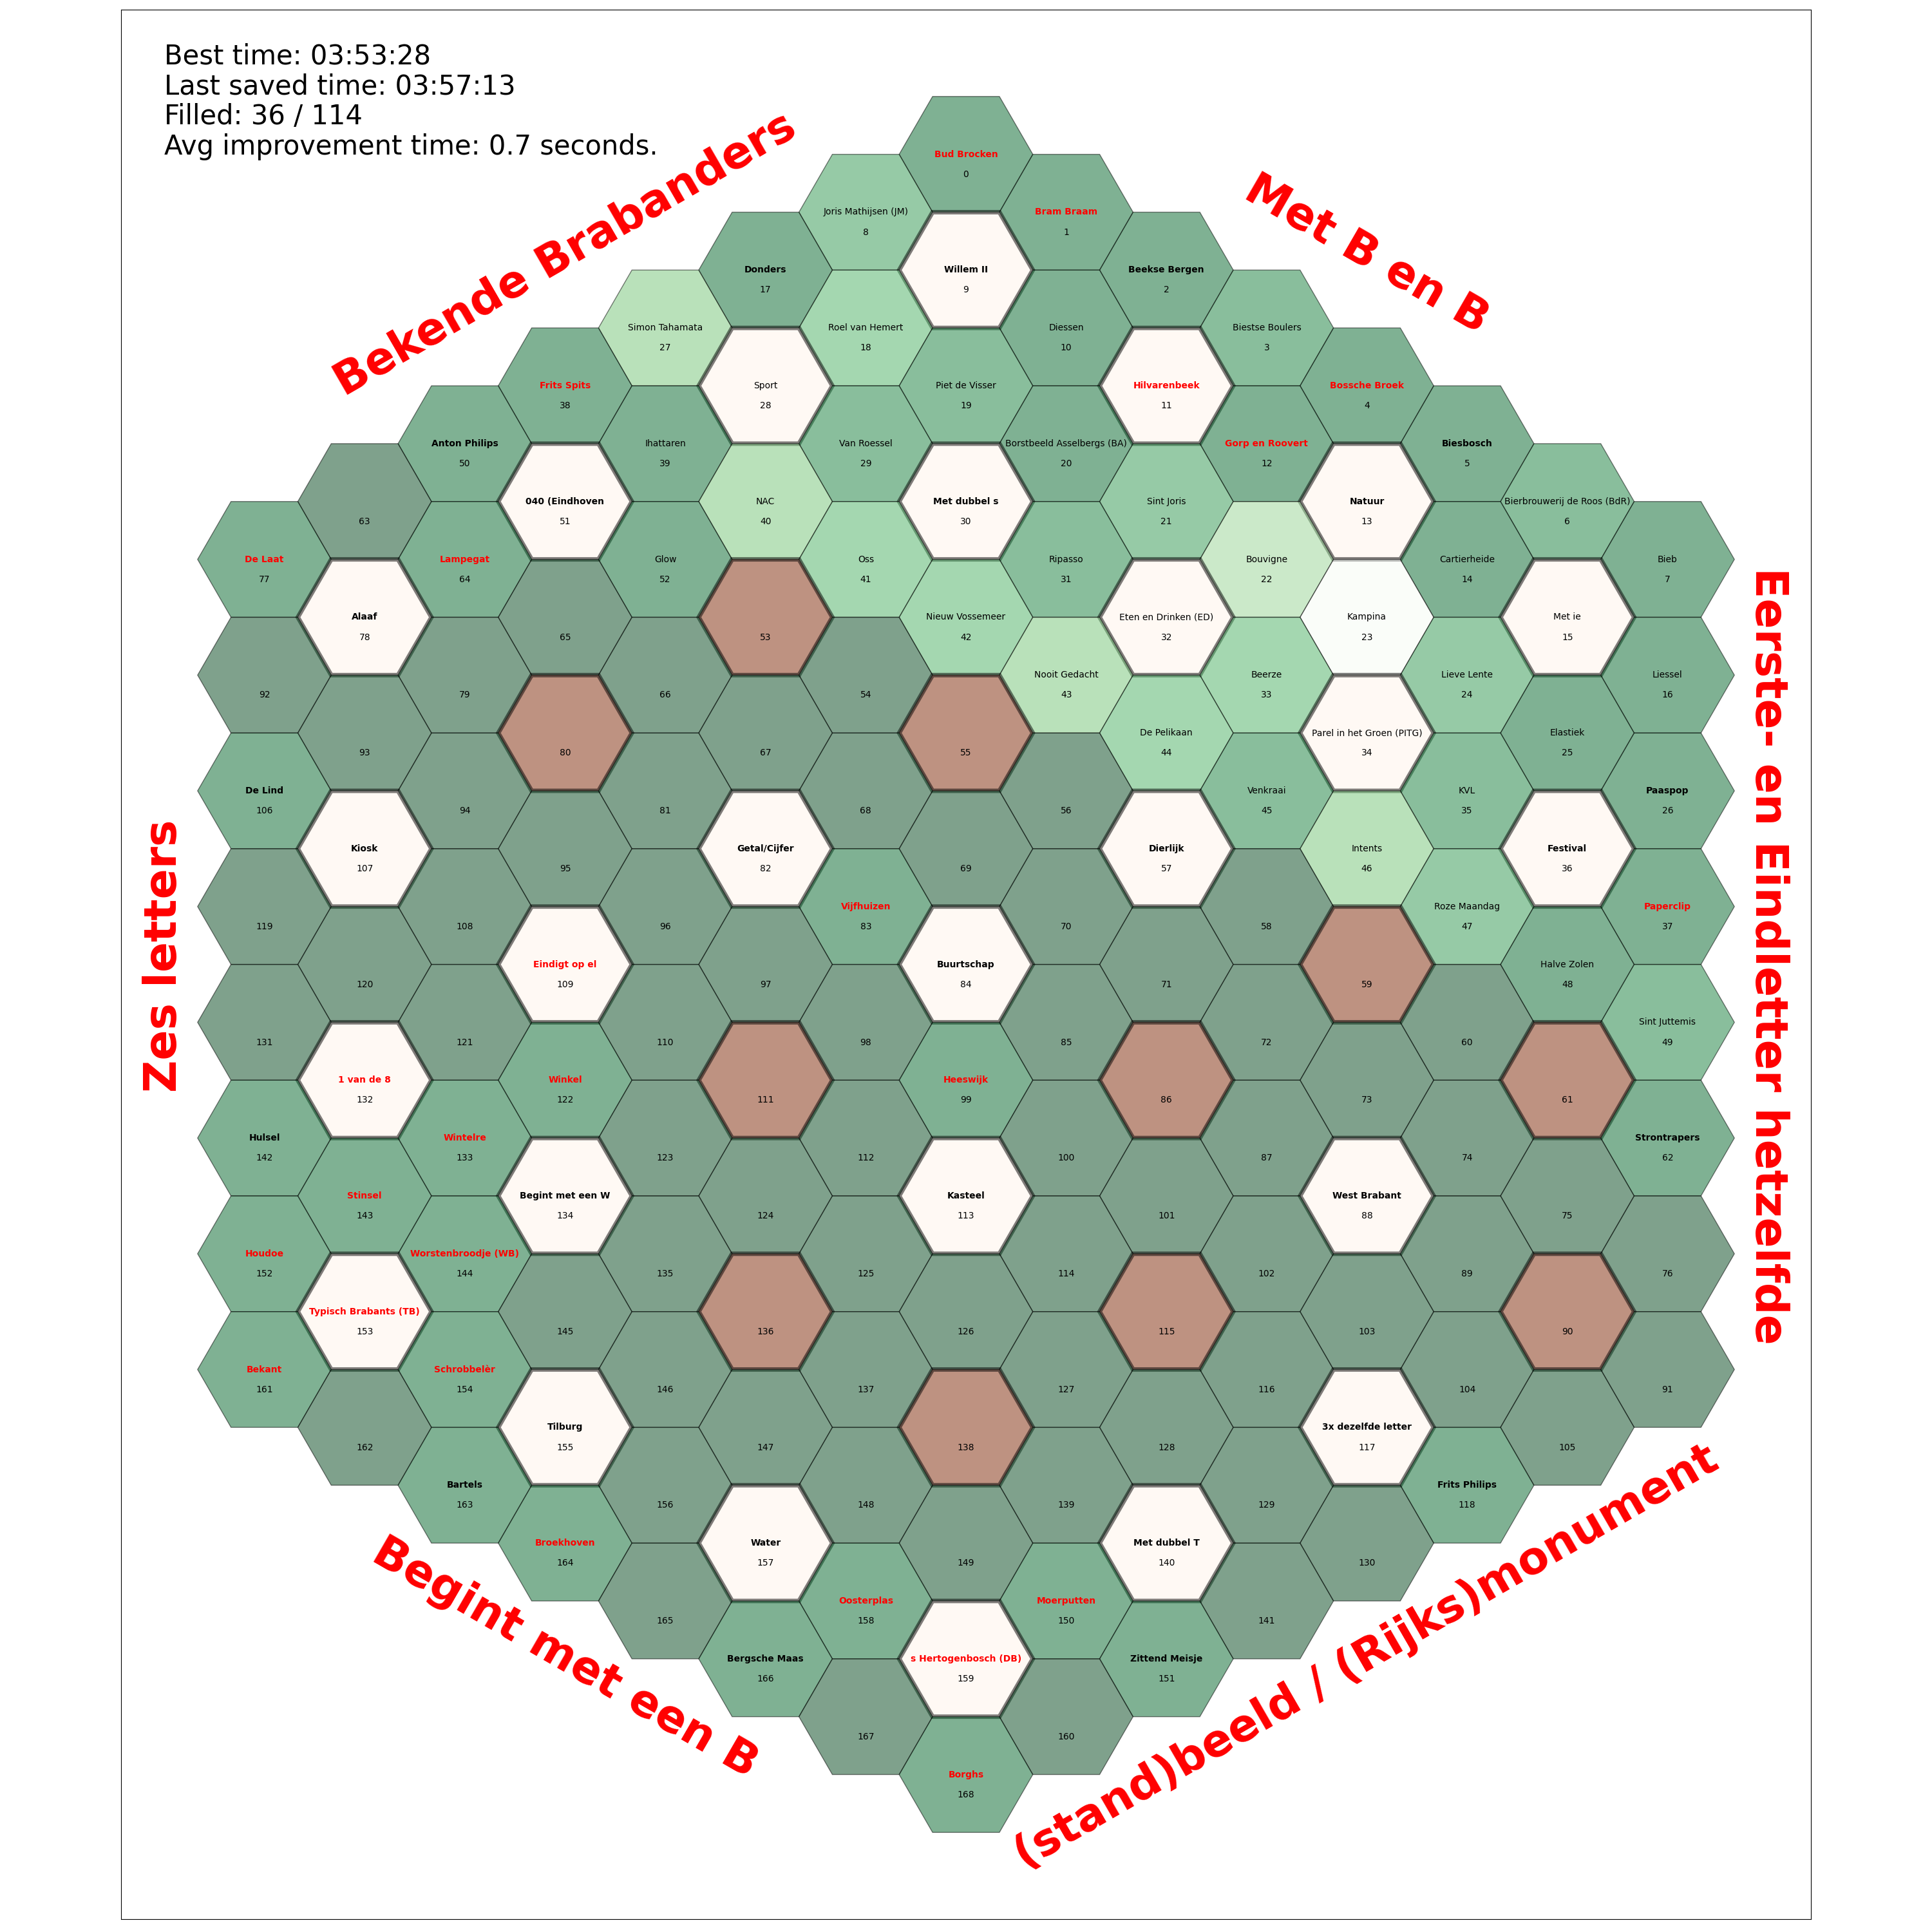 Best time: 03:53:28
Last saved time: 03:57:13
Filled: 36 / 114
Avg improvement time: 0.7 seconds.
Bekende Brabanders
Met B en B
Eerste- en Eindletter hetzelfde
(stand)beeld / (Rijks)monument
Begint met een B
Zes letters
Bud Brocken
0
Bram Braam
1
Beekse Bergen
2
Biestse Boulers
3
Bossche Broek
4
Biesbosch
5
Bierbrouwerij de Roos (BdR)
6
Bieb
7
Joris Mathijsen (JM)
8
Willem II
9
Diessen
10
Hilvarenbeek
11
Gorp en Roovert
12
Natuur
13
Cartierheide
14
Met ie
15
Liessel
16
Donders
17
Roel van Hemert
18
Piet de Visser
19
Borstbeeld Asselbergs (BA)
20
Sint Joris
21
Bouvigne
22
Kampina
23
Lieve Lente
24
Elastiek
25
Paaspop
26
Simon Tahamata
27
Sport
28
Van Roessel
29
Met dubbel s
30
Ripasso
31
Eten en Drinken (ED)
32
Beerze
33
Parel in het Groen (PITG)
34
KVL
35
Festival
36
Paperclip
37
Frits Spits
38
Ihattaren
39
NAC
40
Oss
41
Nieuw Vossemeer
42
Nooit Gedacht
43
De Pelikaan
44
Venkraai
45
Intents
46
Roze Maandag
47
Halve Zolen
48
Sint Juttemis
49
Anton Philips
50
040 (Eindhoven
51
Glow
52
53
54
55
56
Dierlijk
57
58
59
60
61
Strontrapers
62
63
Lampegat
64
65
66
67
68
69
70
71
72
73
74
75
76
De Laat
77
Alaaf
78
79
80
81
Getal/Cijfer
82
Vijfhuizen
83
Buurtschap
84
85
86
87
West Brabant
88
89
90
91
92
93
94
95
96
97
98
Heeswijk
99
100
101
102
103
104
105
De Lind
106
Kiosk
107
108
Eindigt op el
109
110
111
112
Kasteel
113
114
115
116
3x dezelfde letter
117
Frits Philips
118
119
120
121
Winkel
122
123
124
125
126
127
128
129
130
131
1 van de 8
132
Wintelre
133
Begint met een W
134
135
136
137
138
139
Met dubbel T
140
141
Hulsel
142
Stinsel
143
Worstenbroodje (WB)
144
145
146
147
148
149
Moerputten
150
Zittend Meisje
151
Houdoe
152
Typisch Brabants (TB)
153
Schrobbelèr
154
Tilburg
155
156
Water
157
Oosterplas
158
s Hertogenbosch (DB)
159
160
Bekant
161
162
Bartels
163
Broekhoven
164
165
Bergsche Maas
166
167
Borghs
168